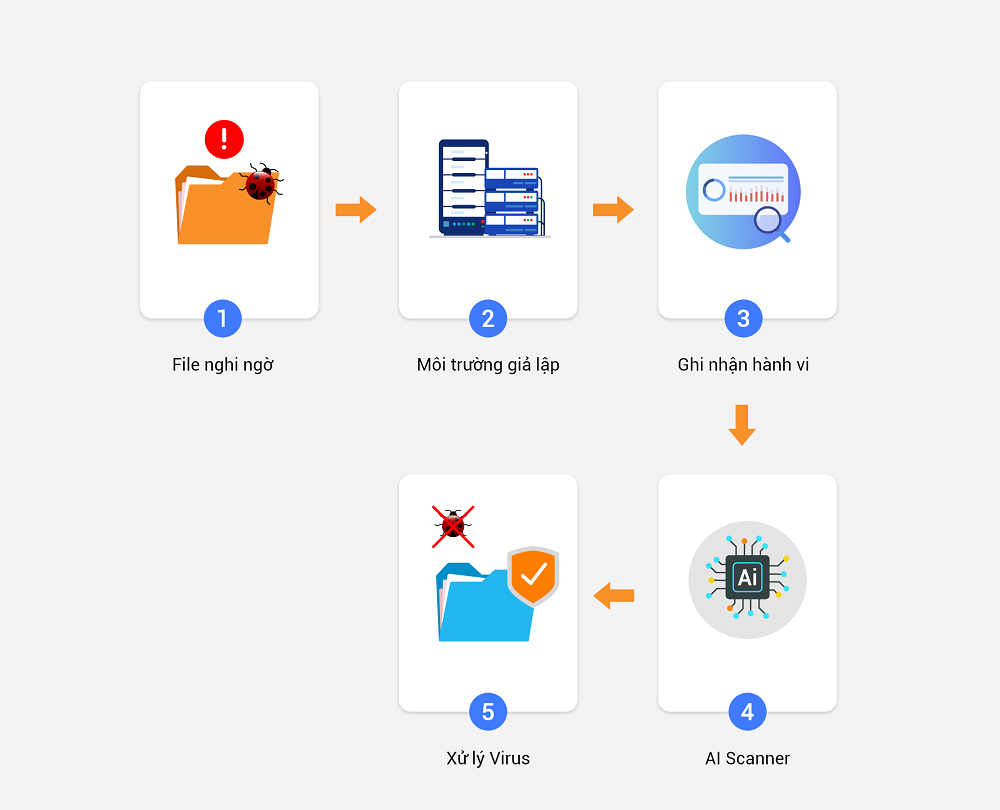 !
1
File nghi ngờ
2
Môi trường giả lập
3
Ghi nhận hành vi
Ai
4
AI Scanner
5
Xử lý Virus